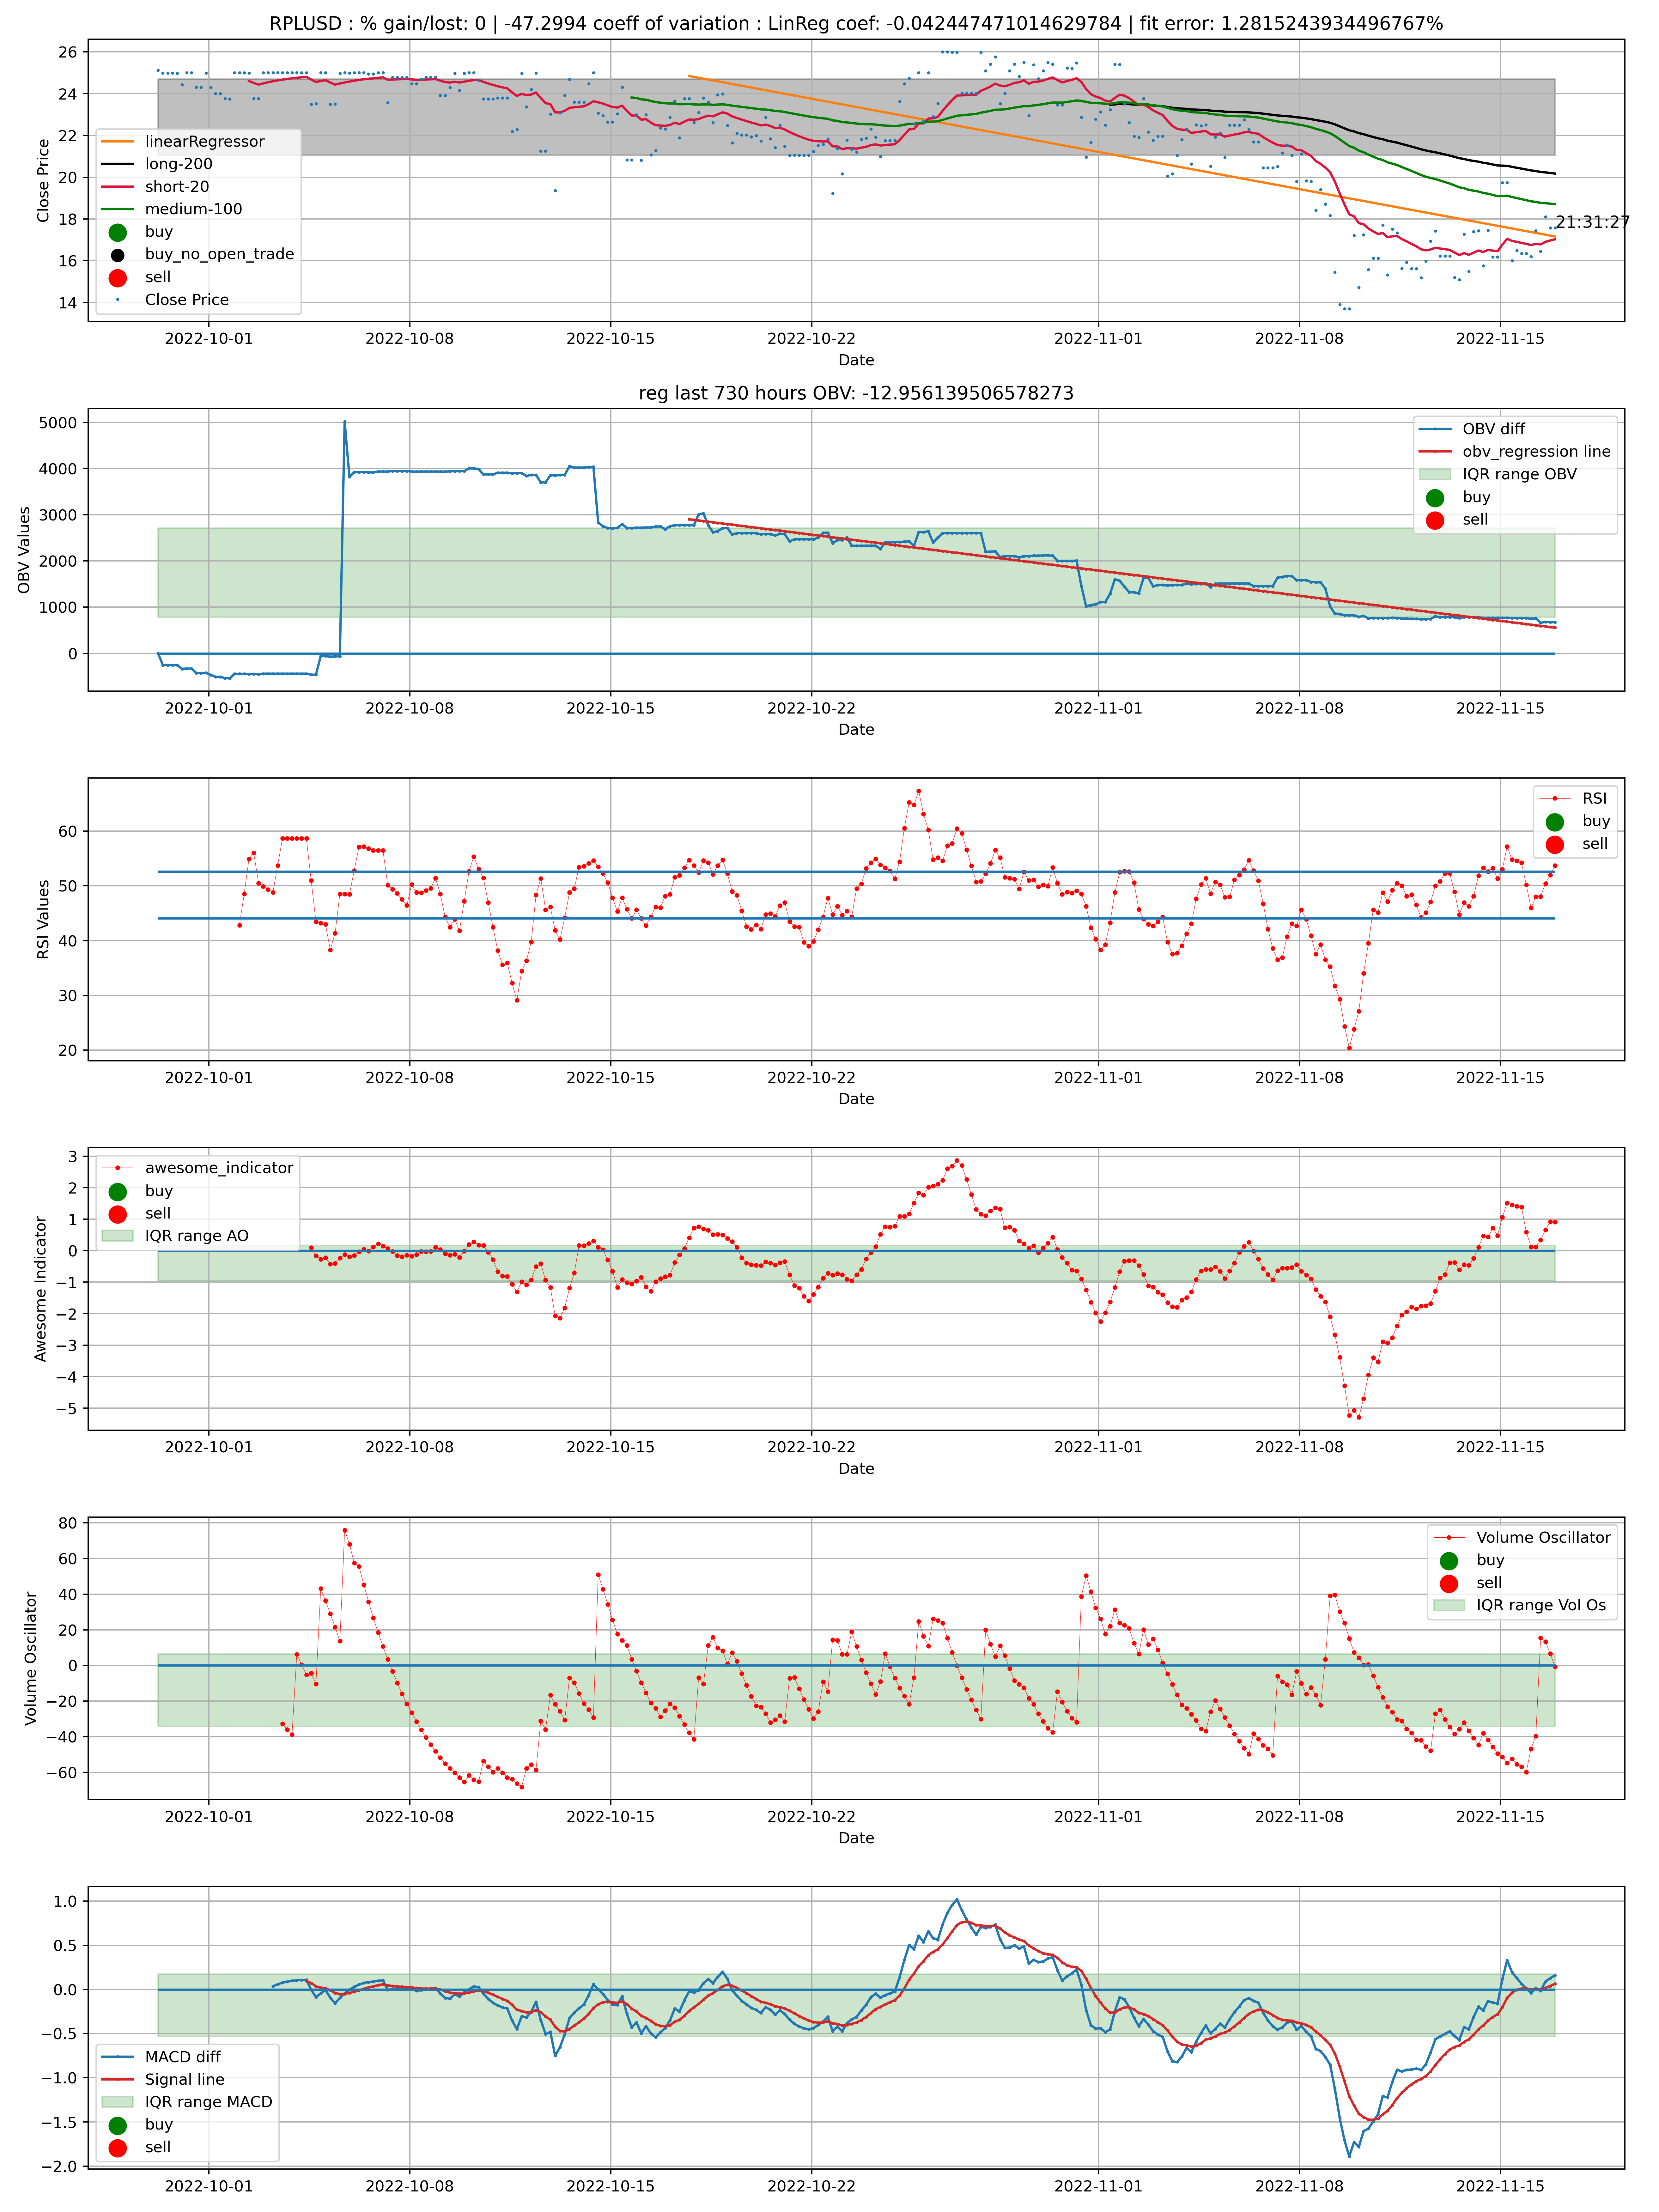 RPLUSD : % gain/lost: 0 | -47.2994 coeff of variation : LinReg coef: -0.042447471014629784 | fit error: 1.2815243934496767%
26
24
22
20
18
16
14
Close Price
linearRegressor
long-200
short-20
medium-100
buy
buy_no_open_trade
sell
Close Price
21:31:27
2022-10-01 2022-10-08 2022-10-15 2022-10-22 2022-11-01 2022-11-08 2022-11-15
Date
reg last 730 hours OBV: -12.956139506578273
5000
4000
3000
2000
1000
0
OBV Values
OBV diff
obv_regression line
IQR range OBV
buy
sell
2022-10-01 2022-10-08 2022-10-15 2022-10-22 2022-11-01 2022-11-08 2022-11-15
Date
60
50
40
30
20
RSI Values
RSI
buy
sell
2022-10-01 2022-10-08 2022-10-15 2022-10-22 2022-11-01 2022-11-08 2022-11-15
Date
3
2
1
0
−1
−2
−3
−4
−5
Awesome Indicator
awesome_indicator
buy
sell
IQR range AO
2022-10-01 2022-10-08 2022-10-15 2022-10-22 2022-11-01 2022-11-08 2022-11-15
Date
80
60
40
20
0
−20
−40
−60
Volume Oscillator
Volume Oscillator
buy
sell
IQR range Vol Os
2022-10-01 2022-10-08 2022-10-15 2022-10-22 2022-11-01 2022-11-08 2022-11-15
Date
1.0
0.5
0.0
−0.5
−1.0
−1.5
−2.0
MACD diff
Signal line
IQR range MACD
buy
sell
2022-10-01 2022-10-08 2022-10-15 2022-10-22 2022-11-01 2022-11-08 2022-11-15